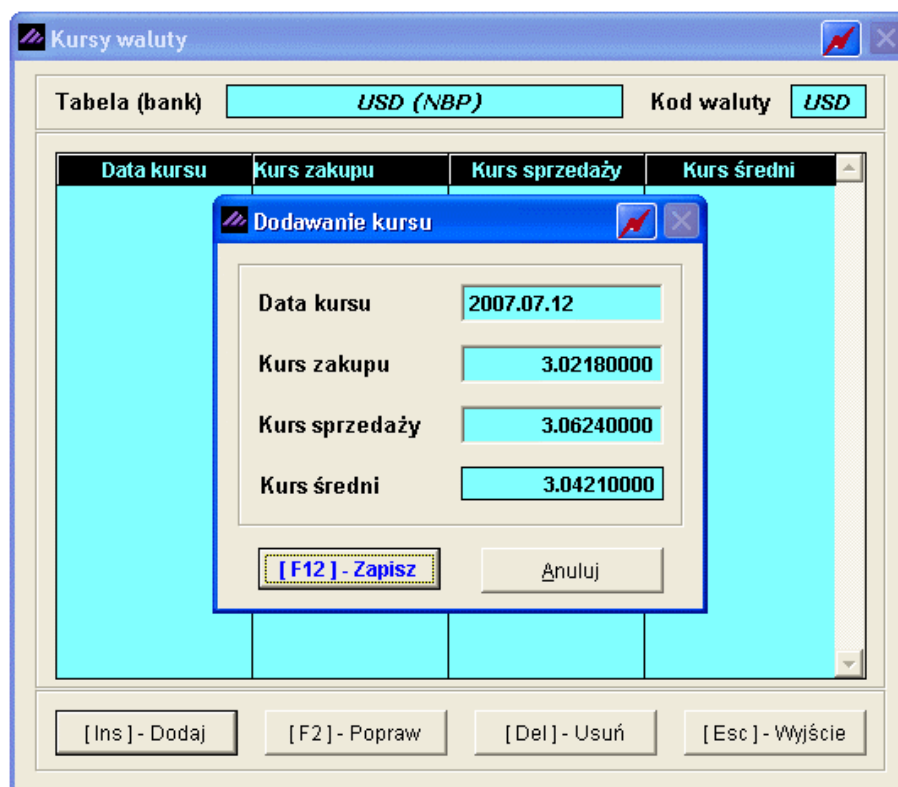 Kursy waluty
Tabela (bank) USD (NBP) Kod waluty USD
Data kursu Kurs zakupu Kurs sprzedaży Kurs średni
Dodawanie kursu
Data kursu 2007.07.12
Kurs zakupu 3.02180000
Kurs sprzedaży 3.06240000
Kurs średni 3.04210000
[ F12 ] - Zapisz Anuluj
[ Ins ] - Dodaj [ F2 ] - Popraw [ Del ] - Usuń [ Esc ] - Wyjście